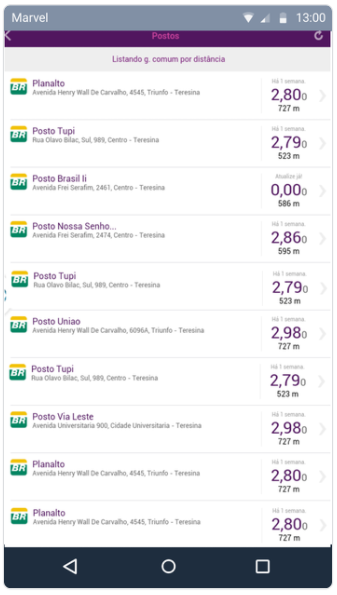 Marvel 13:00
Postos
Listando g. comum por distância
BR Planalto Há 1 semana.
Avenida Henry Wall De Carvalho, 4545, Triunfo - Teresina 2,800
727 m
BR Posto Tupi Há 1 semana.
Rua Olavo Bilac, Sul, 989, Centro - Teresina 2,790
523 m
BR Posto Brasil Ii Atualize já!
Avenida Frei Serafim, 2461, Centro - Teresina 0,000
586 m
BR Posto Nossa Senho... Há 1 semana.
Avenida Frei Serafim, 2474, Centro - Teresina 2,860
595 m
BR Posto Tupi Há 1 semana.
Rua Olavo Bilac, Sul, 989, Centro - Teresina 2,790
523 m
BR Posto Uniao Há 1 semana.
Avenida Henry Wall De Carvalho, 6096A, Triunfo - Teresina 2,980
727 m
BR Posto Tupi Há 1 semana.
Rua Olavo Bilac, Sul, 989, Centro - Teresina 2,790
523 m
BR Posto Via Leste Há 1 semana.
Avenida Universitaria 900, Cidade Universitaria - Teresina 2,980
727 m
BR Planalto Há 1 semana.
Avenida Henry Wall De Carvalho, 4545, Triunfo - Teresina 2,800
727 m
BR Planalto Há 1 semana.
Avenida Henry Wall De Carvalho, 4545, Triunfo - Teresina 2,800
727 m